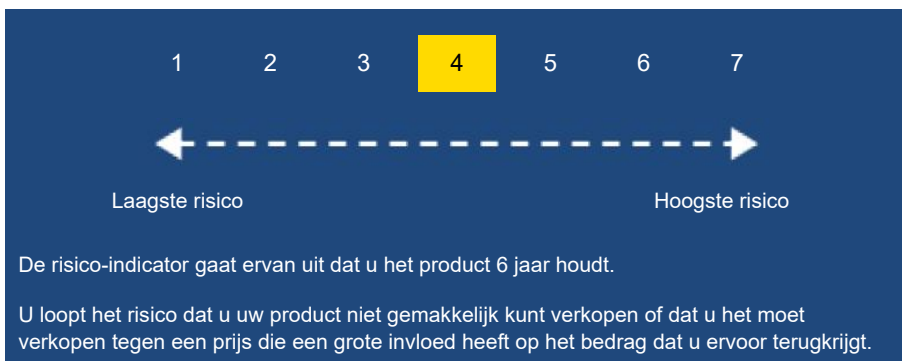 1 2 3 4 5 6 7
Laagste risico Hoogste risico
De risico-indicator gaat ervan uit dat u het product 6 jaar houdt.
U loopt het risico dat u uw product niet gemakkelijk kunt verkopen of dat u het moet
verkopen tegen een prijs die een grote invloed heeft op het bedrag dat u ervoor terugkrijgt.